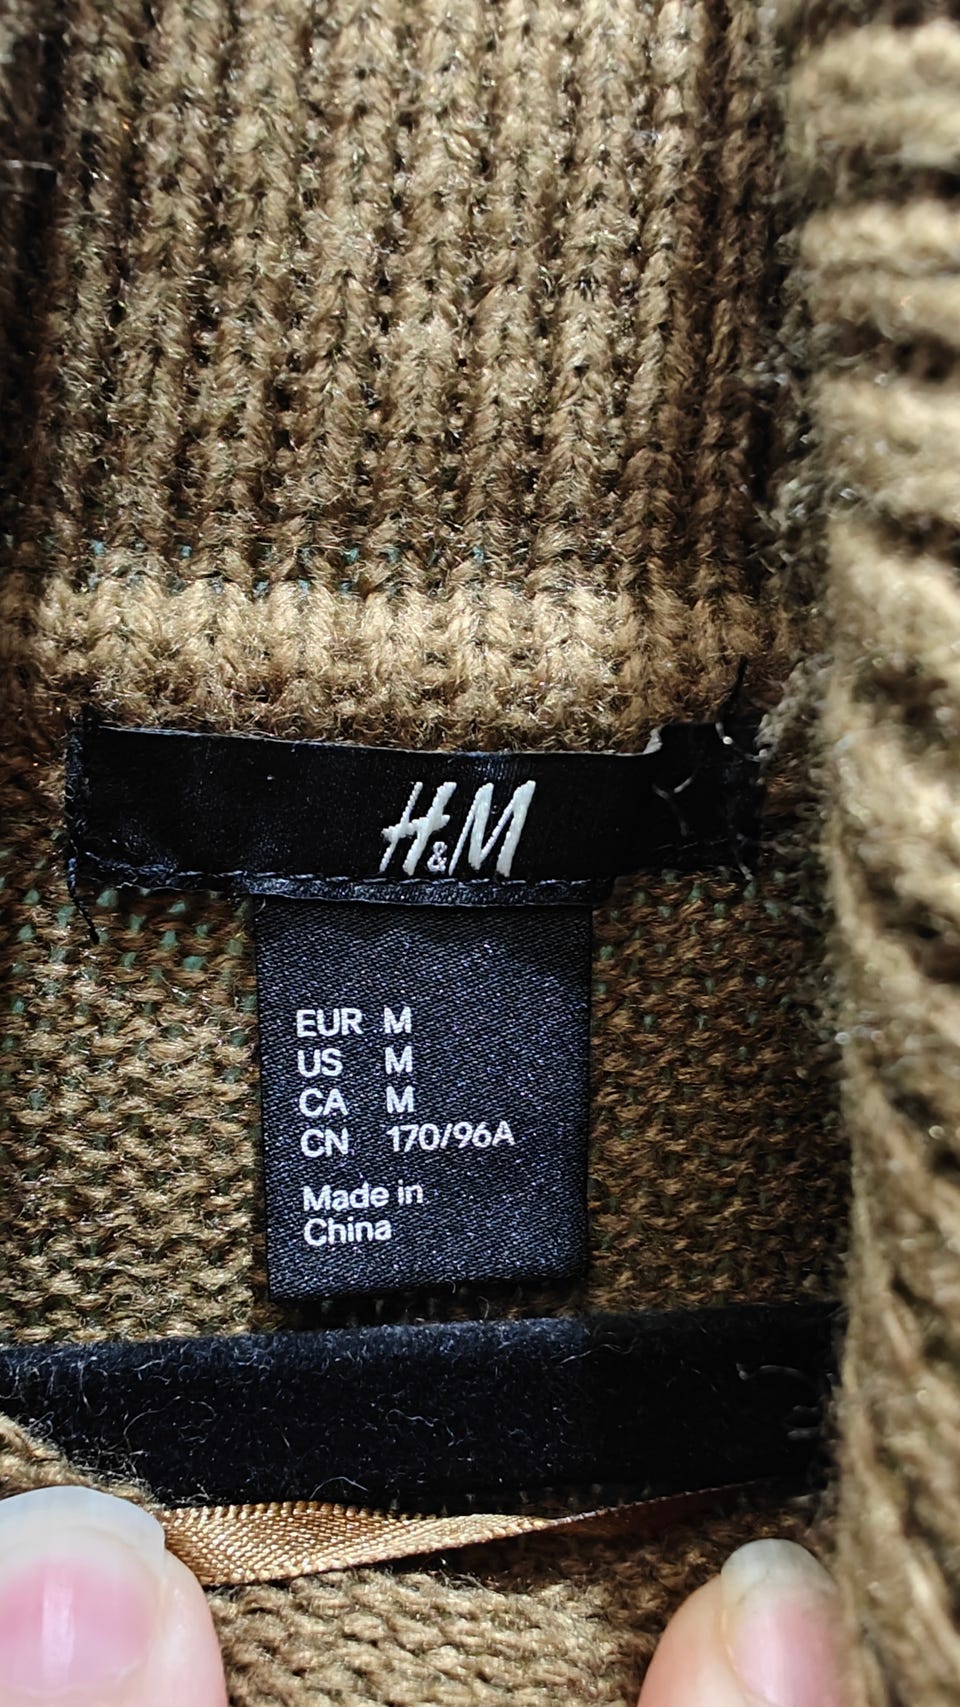 H&M
EUR M
US M
CA M
CN 170/96A
Made in
China